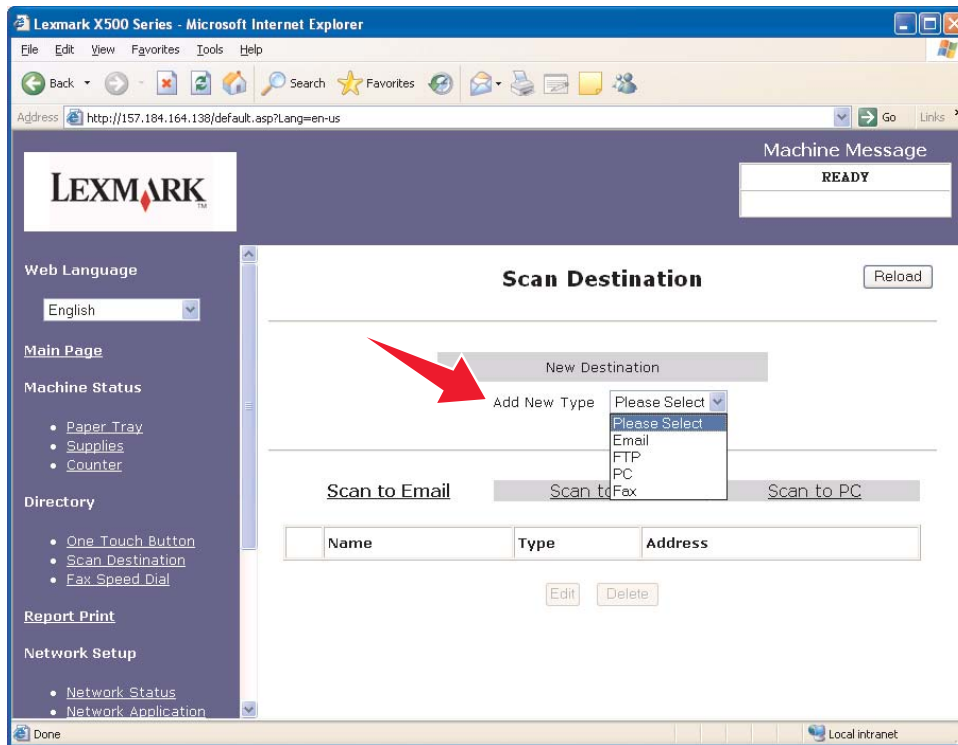 Lexmark X500 Series - Microsoft Internet Explorer
File Edit View Favorites Tools Help
Back Search Favorites
Address http://157.184.164.138/default.asp?Lang=en-us Go Links
LEXMARK TM
Machine Message
READY
Web Language
English
Main Page
Machine Status
Paper Tray
Supplies
Counter
Directory
One Touch Button
Scan Destination
Fax Speed Dial
Report Print
Network Setup
Network Status
Network Application
Scan Destination Reload
New Destination
Add New Type Please Select
Please Select
Email
FTP
PC
Fax
Scan to Email Scan to Scan to PC
Name Type Address
Edit Delete
Done Local intranet